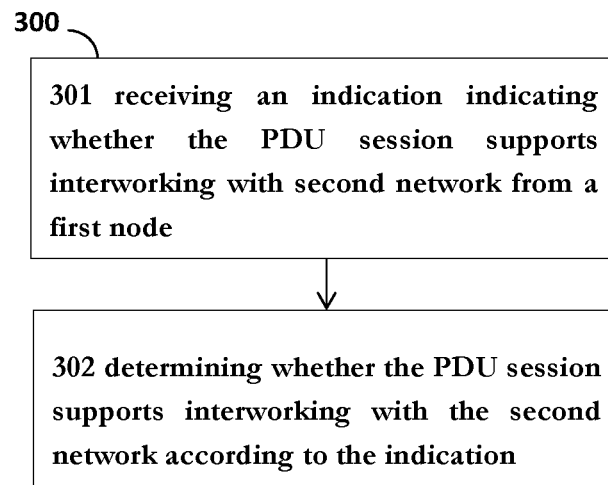 300
301 receiving an indication indicating
whether the PDU session supports
interworking with second network from a
first node
302 determining whether the PDU session
supports interworking with the second
network according to the indication